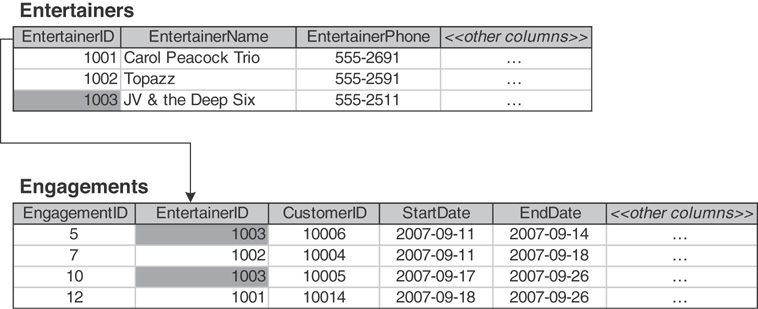 Entertainers
EntertainerID EntertainerName EntertainerPhone <<other columns>>
1001 Carol Peacock Trio 555-2691 ...
1002 Topazz 555-2591 ...
1003 JV & the Deep Six 555-2511 ...
Engagements
EngagementID EntertainerID CustomerID StartDate EndDate <<other columns>>
5 1003 10006 2007-09-11 2007-09-14 ...
7 1002 10004 2007-09-11 2007-09-18 ...
10 1003 10005 2007-09-17 2007-09-26 ...
12 1001 10014 2007-09-18 2007-09-26 ...